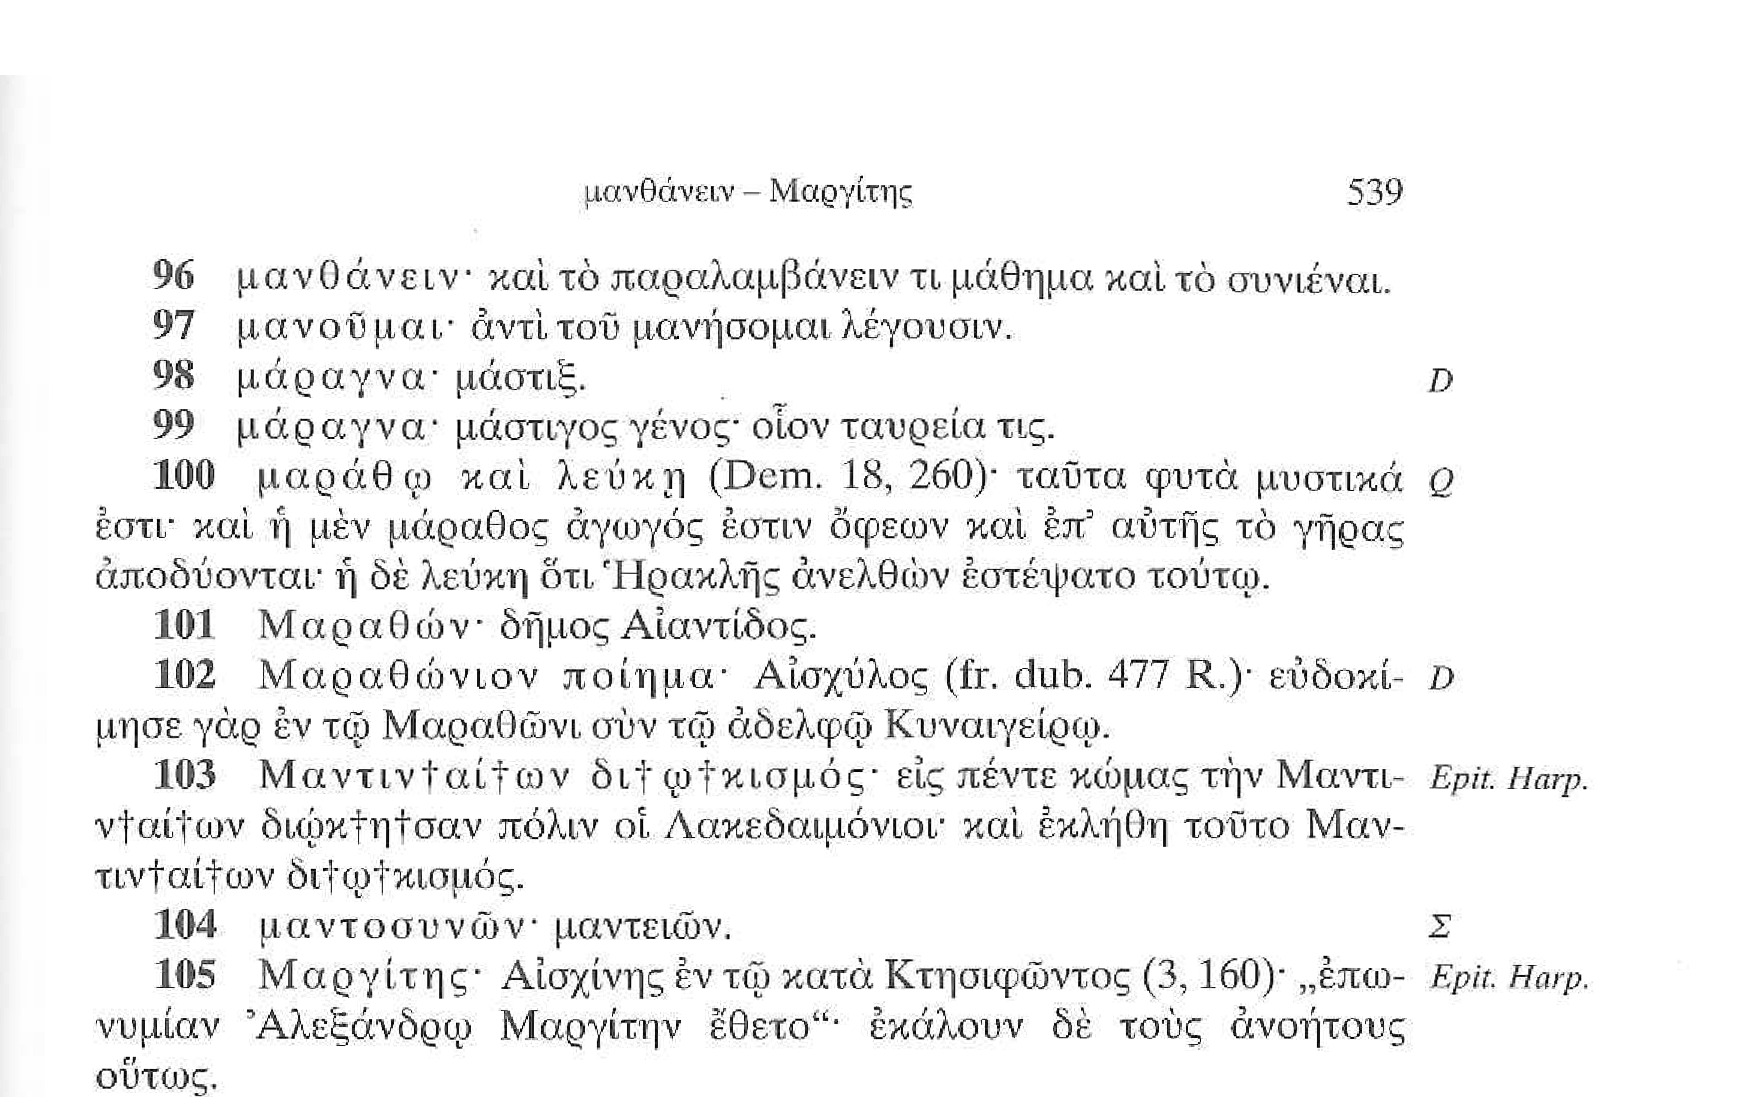 μανθάνειν – Μαργίτης 539
96 μανθάνειν· καὶ τὸ παραλαμβάνειν τι μάθημα καὶ τὸ συνιέναι.
97 μανοῦμαι· ἀντὶ τοῦ μανήσομαι λέγουσιν.
98 μάραγνα· μάστιξ. D
99 μάραγνα· μάστιγος γένος· οἷον ταυρεία τις.
100 μαράθῳ καὶ λεύκῃ (Dem. 18, 260)· ταῦτα φυτὰ μυστικά Q
ἐστι· καὶ ἡ μὲν μάραθος ἀγωγός ἐστιν ὄφεων καὶ ἐπ’ αὐτῆς τὸ γῆρας
ἀποδύονται· ἡ δὲ λεύκη ὅτι Ἡρακλῆς ἀνελθὼν ἐστέψατο τούτῳ.
101 Μαραθών· δῆμος Αἰαντίδος.
102 Μαραθώνιον ποίημα· Αἰσχύλος (fr. dub. 477 R.)· εὐδοκί- D
μησε γὰρ ἐν τῷ Μαραθῶνι σὺν τῷ ἀδελφῷ Κυναιγείρῳ.
103 Μαντιν†αί†ων δι†ῳ†κισμός· εἰς πέντε κώμας τὴν Μαντι- Epit. Harp.
ν†αί†ων διῴκ†η†σαν πόλιν οἱ Λακεδαιμόνιοι· καὶ ἐκλήθη τοῦτο Μαν-
τιν†αί†ων δι†ῳ†κισμός.
104 μαντοσυνῶν· μαντειῶν. Σ
105 Μαργίτης· Αἰσχίνης ἐν τῷ κατὰ Κτησιφῶντος (3, 160)· „ἐπω- Epit. Harp.
νυμίαν Ἀλεξάνδρῳ Μαργίτην ἔθετο“· ἐκάλουν δὲ τοὺς ἀνοήτους
οὕτως.